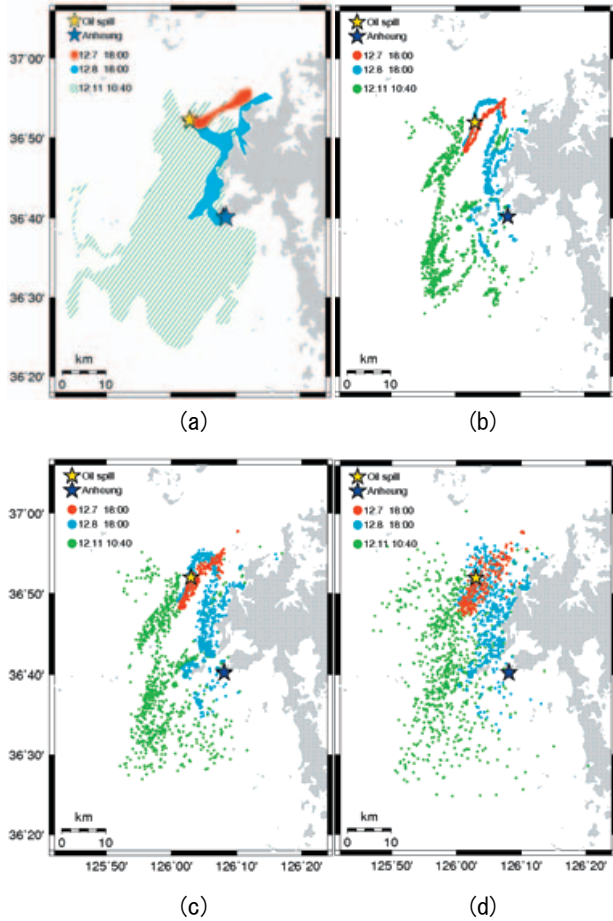 Oil spill
Anheung
12.7 18:00
12.8 18:00
12.11 10:40
37°00'
36°50'
36°40'
36°30'
36°20'
km
0 10
(a)
Oil spill
Anheung
12.7 18:00
12.8 18:00
12.11 10:40
km
0 10
(b)
Oil spill
Anheung
12.7 18:00
12.8 18:00
12.11 10:40
37°00'
36°50'
36°40'
36°30'
36°20'
km
0 10
125°50' 126°00' 126°10' 126°20'
(c)
Oil spill
Anheung
12.7 18:00
12.8 18:00
12.11 10:40
km
0 10
125°50' 126°00' 126°10' 126°20'
(d)